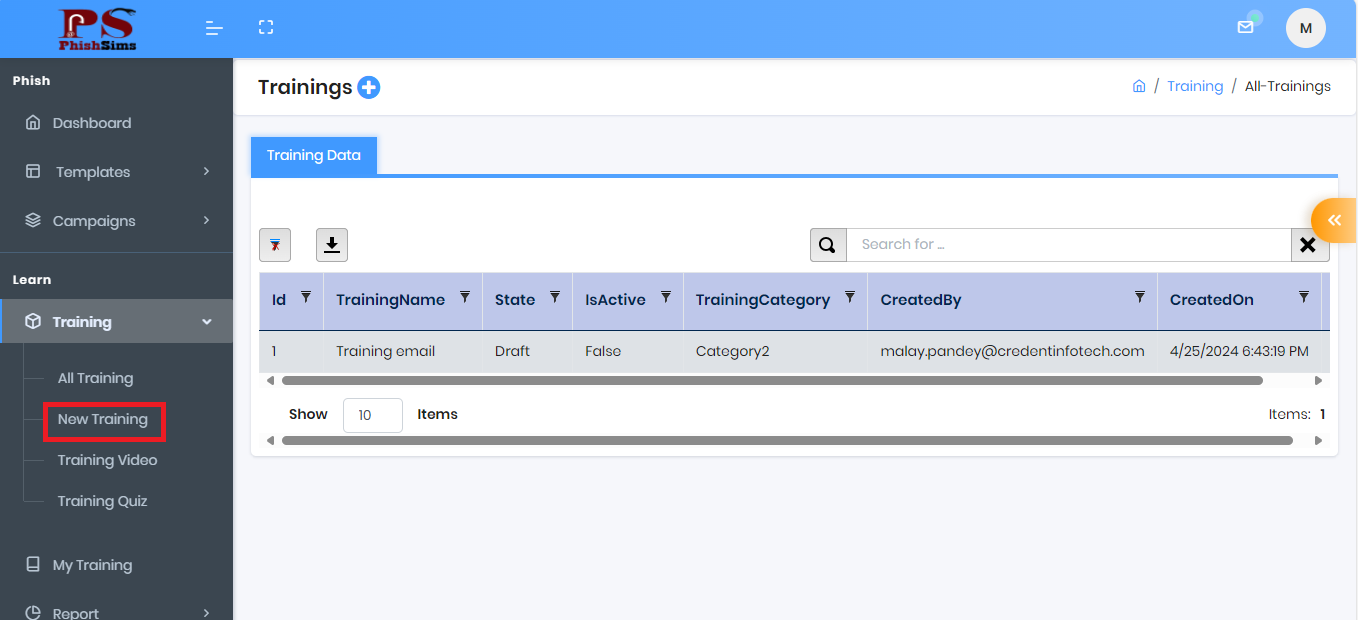 PS
PhishSims
M
Phish
Dashboard
Templates
Campaigns
Learn
Training
All Training
New Training
Training Video
Training Quiz
My Training
Report
Trainings
/ Training / All-Trainings
Training Data
Search for ...
Id TrainingName State IsActive TrainingCategory CreatedBy CreatedOn
1 Training email Draft False Category2 malay.pandey@credentinfotech.com 4/25/2024 6:43:19 PM
Show 10 Items Items: 1